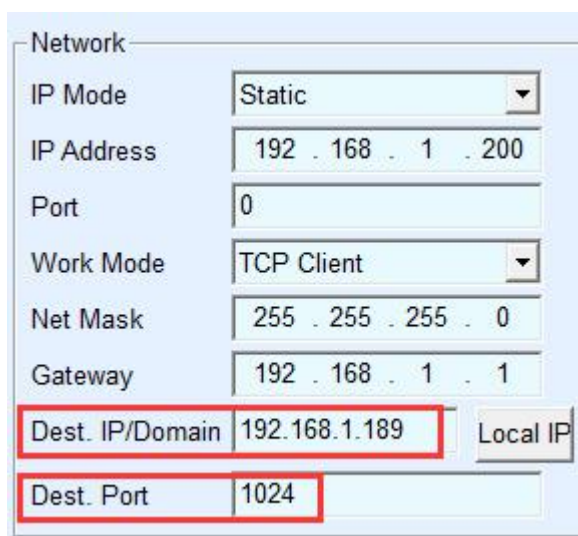 Network
IP Mode Static
IP Address 192 . 168 . 1 . 200
Port 0
Work Mode TCP Client
Net Mask 255 . 255 . 255 . 0
Gateway 192 . 168 . 1 . 1
Dest. IP/Domain 192.168.1.189 Local IP
Dest. Port 1024